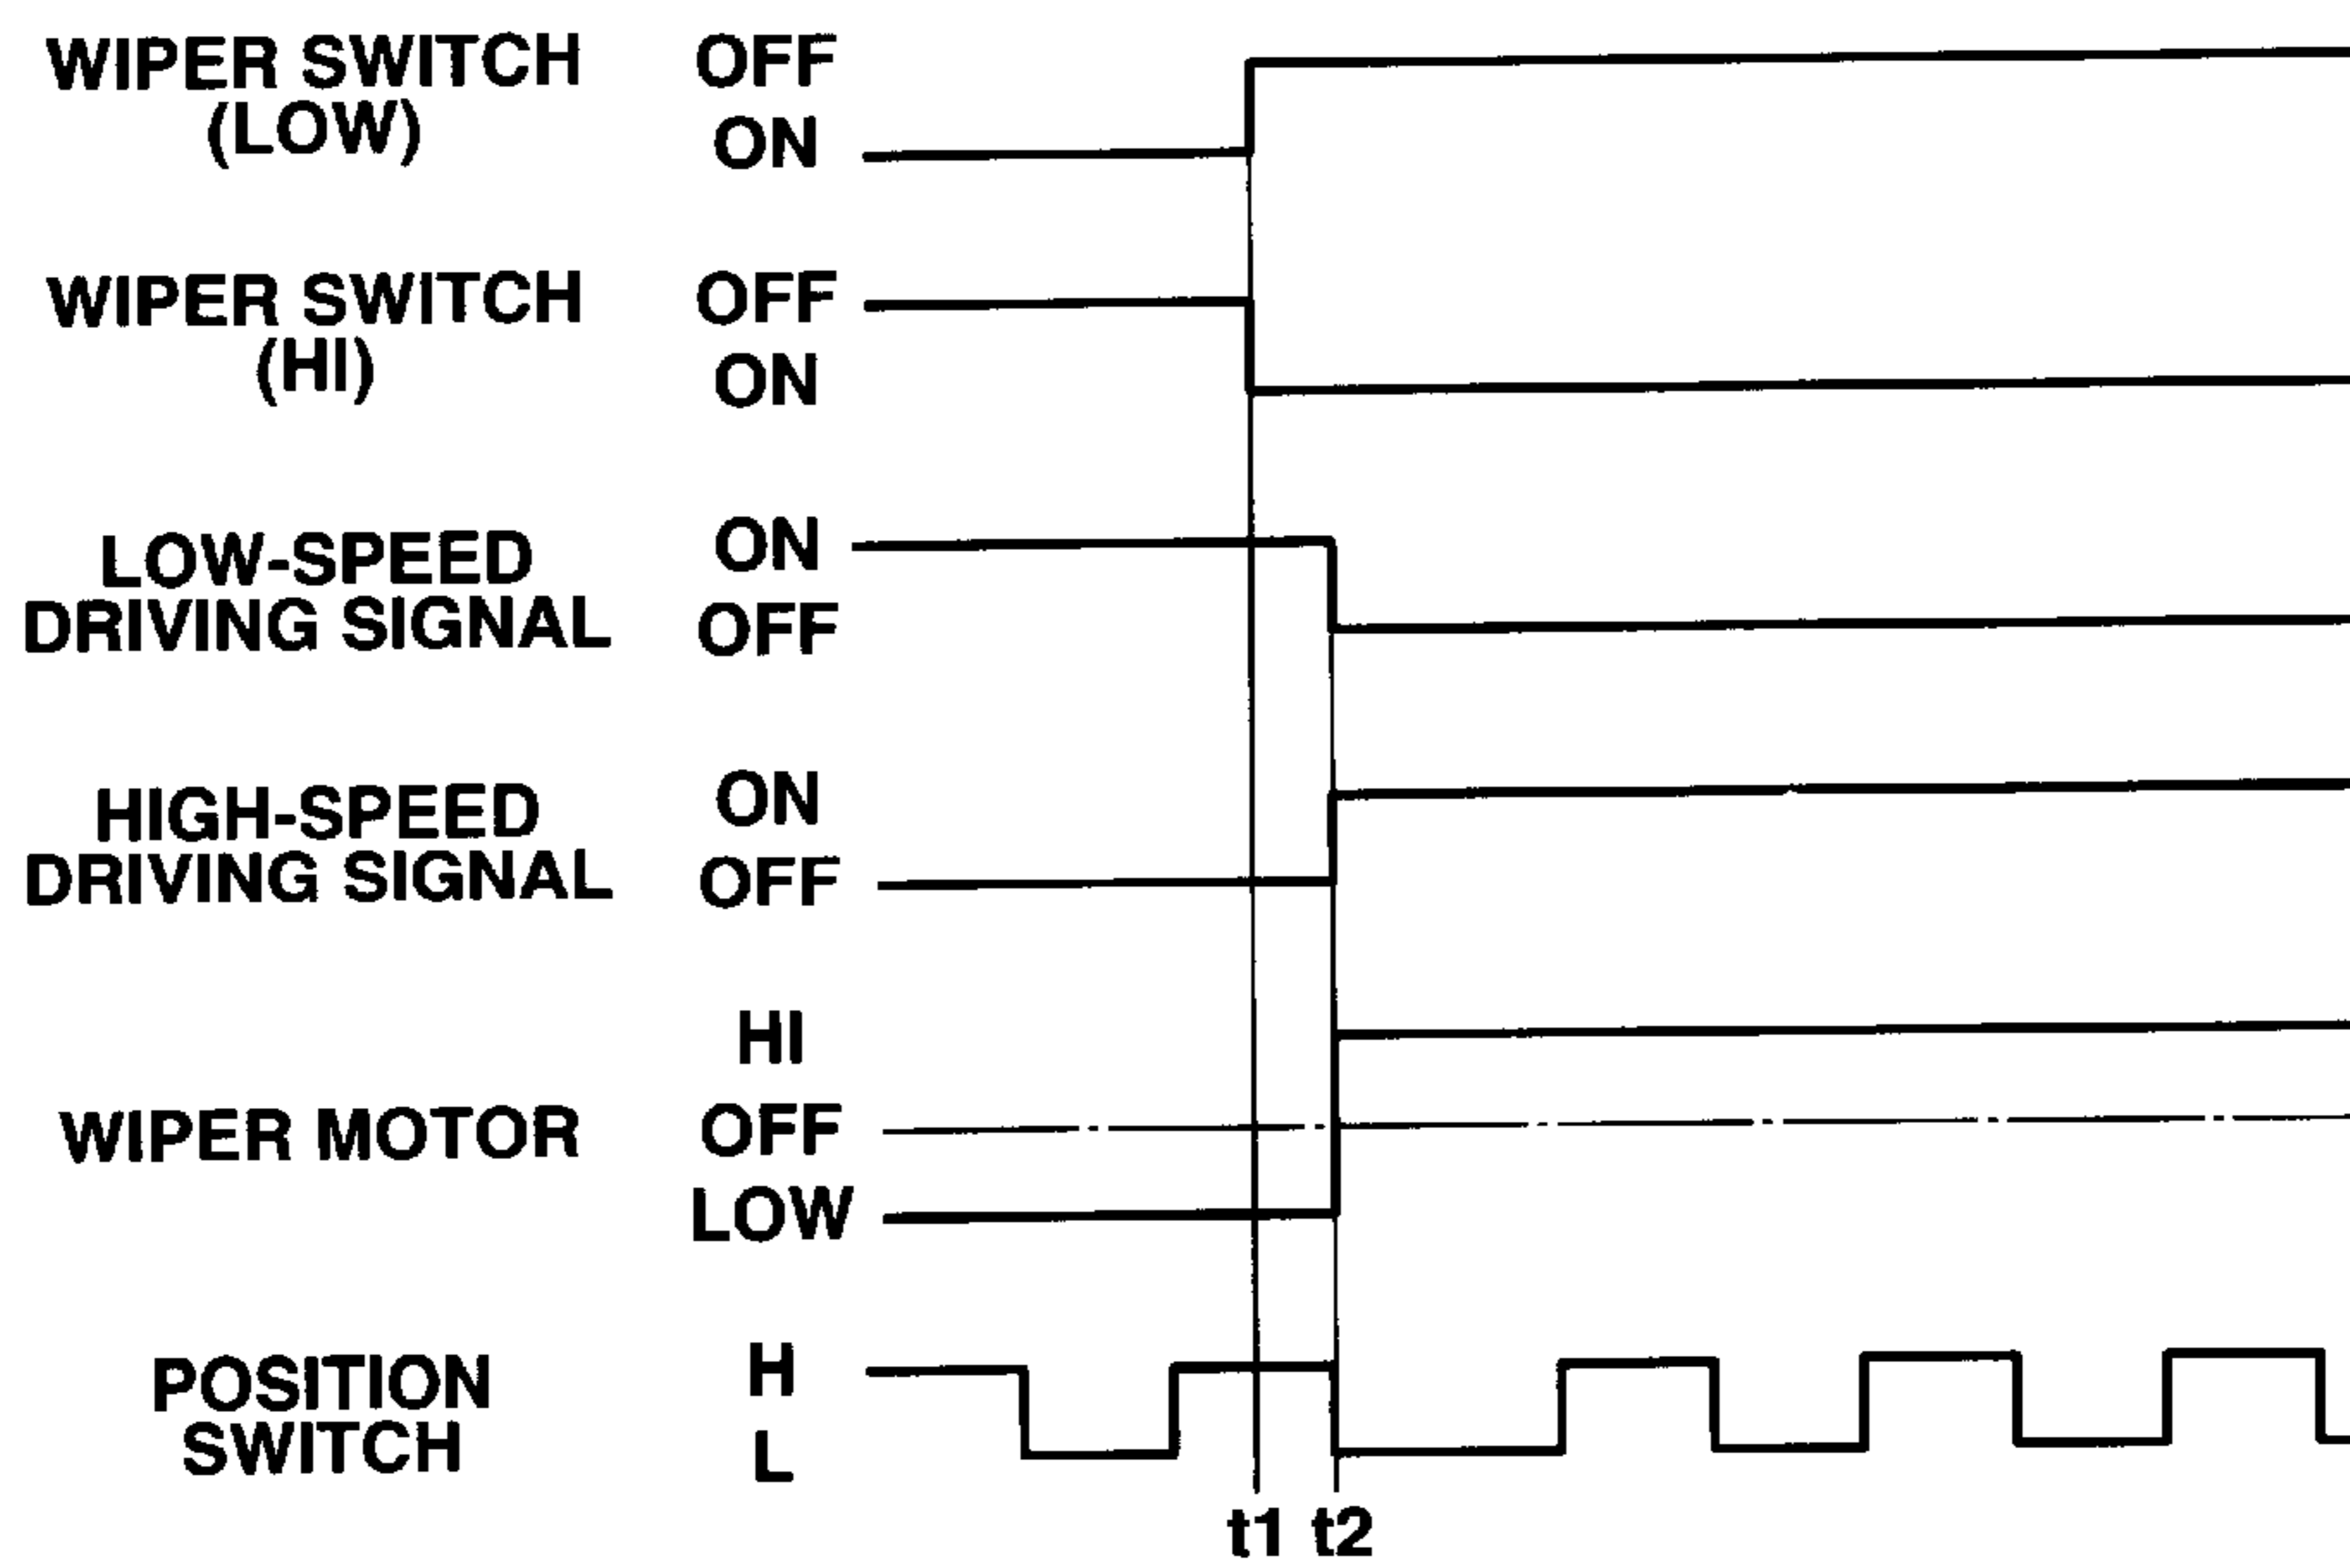 WIPER SWITCH
(LOW)
OFF
ON
WIPER SWITCH
(HI)
OFF
ON
LOW-SPEED
DRIVING SIGNAL
ON
OFF
HIGH-SPEED
DRIVING SIGNAL
ON
OFF
WIPER MOTOR
HI
OFF
LOW
POSITION
SWITCH
H
L
t1 t2